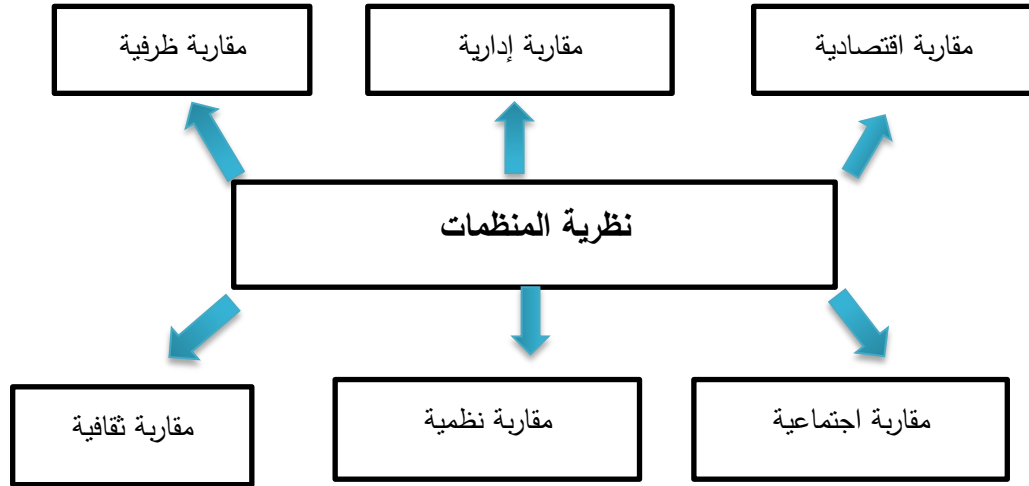 مقاربة اقتصادية
مقاربة إدارية
مقاربة ظرفية
نظرية المنظمات
مقاربة اجتماعية
مقاربة نظمية
مقاربة ثقافية